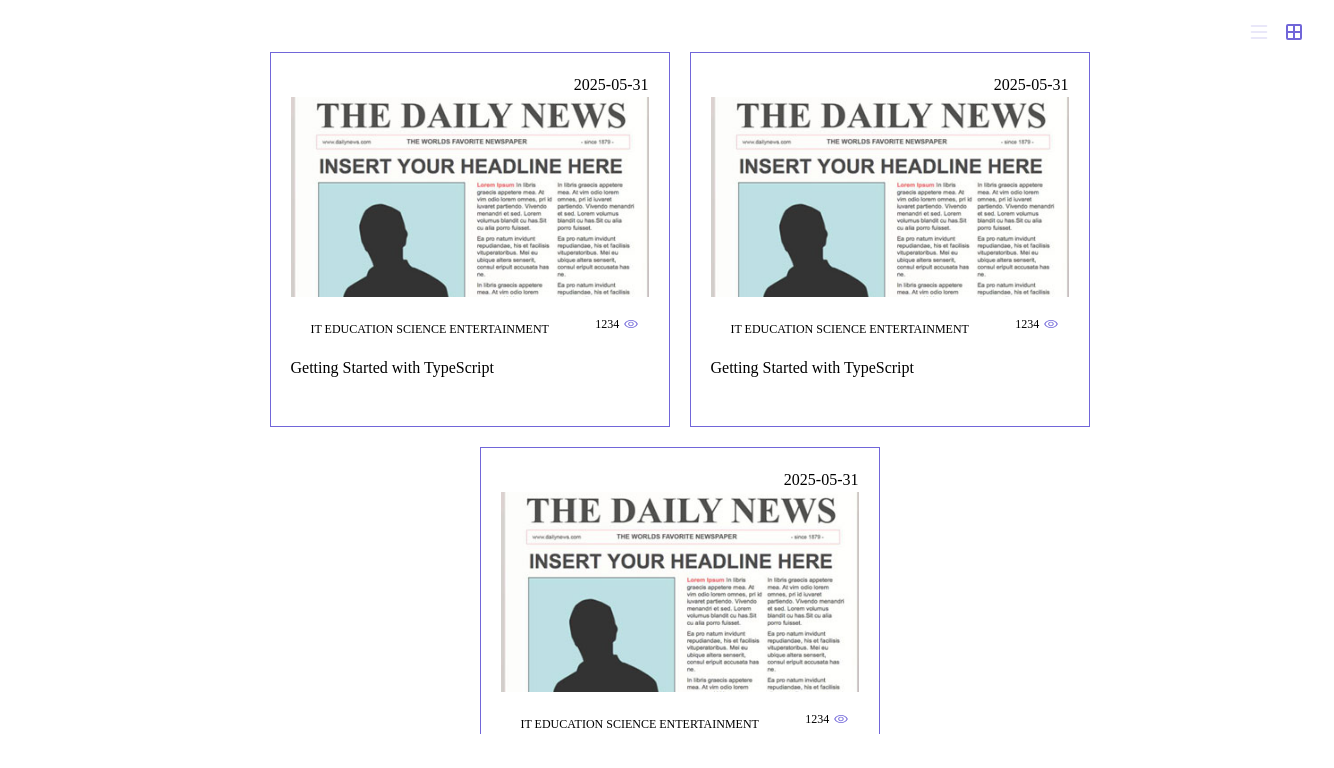 2025-05-31
THE DAILY NEWS
www.dailynews.com THE WORLDS FAVORITE NEWSPAPER - since 1879 -
INSERT YOUR HEADLINE HERE
Lorem Ipsum In libris
graecis appetere mea. At
vim odio lorem omnes, pri id
iuvaret partiendo. Vivendo
menandri et sed. Lorem
volumus blandit cu has.Sit
cu alia porro fuisset.
Ea pro natum invidunt
repudiandae, his et facilisis
vituperatoribus. Mei eu
ubique altera senserit,
consul eripuit accusata has
ne.
In libris graecis appetere
mea. At vim odio lorem
In libris graecis appetere
mea. At vim odio lorem
omnes, pri id iuvaret
partiendo. Vivendo menandri
et sed. Lorem volumus
blandit cu has.Sit cu alia
porro fuisset.
Ea pro natum invidunt
repudiandae, his et facilisis
vituperatoribus. Mei eu
ubique altera senserit,
consul eripuit accusata has
ne.
Ea pro natum invidunt
repudiandae, his et facilisis
IT EDUCATION SCIENCE ENTERTAINMENT
1234
Getting Started with TypeScript
2025-05-31
THE DAILY NEWS
www.dailynews.com THE WORLDS FAVORITE NEWSPAPER - since 1879 -
INSERT YOUR HEADLINE HERE
Lorem Ipsum In libris
graecis appetere mea. At
vim odio lorem omnes, pri id
iuvaret partiendo. Vivendo
menandri et sed. Lorem
volumus blandit cu has.Sit
cu alia porro fuisset.
Ea pro natum invidunt
repudiandae, his et facilisis
vituperatoribus. Mei eu
ubique altera senserit,
consul eripuit accusata has
ne.
In libris graecis appetere
mea. At vim odio lorem
In libris graecis appetere
mea. At vim odio lorem
omnes, pri id iuvaret
partiendo. Vivendo menandri
et sed. Lorem volumus
blandit cu has.Sit cu alia
porro fuisset.
Ea pro natum invidunt
repudiandae, his et facilisis
vituperatoribus. Mei eu
ubique altera senserit,
consul eripuit accusata has
ne.
Ea pro natum invidunt
repudiandae, his et facilisis
IT EDUCATION SCIENCE ENTERTAINMENT
1234
Getting Started with TypeScript
2025-05-31
THE DAILY NEWS
www.dailynews.com THE WORLDS FAVORITE NEWSPAPER - since 1879 -
INSERT YOUR HEADLINE HERE
Lorem Ipsum In libris
graecis appetere mea. At
vim odio lorem omnes, pri id
iuvaret partiendo. Vivendo
menandri et sed. Lorem
volumus blandit cu has.Sit
cu alia porro fuisset.
Ea pro natum invidunt
repudiandae, his et facilisis
vituperatoribus. Mei eu
ubique altera senserit,
consul eripuit accusata has
ne.
In libris graecis appetere
mea. At vim odio lorem
In libris graecis appetere
mea. At vim odio lorem
omnes, pri id iuvaret
partiendo. Vivendo menandri
et sed. Lorem volumus
blandit cu has.Sit cu alia
porro fuisset.
Ea pro natum invidunt
repudiandae, his et facilisis
vituperatoribus. Mei eu
ubique altera senserit,
consul eripuit accusata has
ne.
Ea pro natum invidunt
repudiandae, his et facilisis
IT EDUCATION SCIENCE ENTERTAINMENT
1234